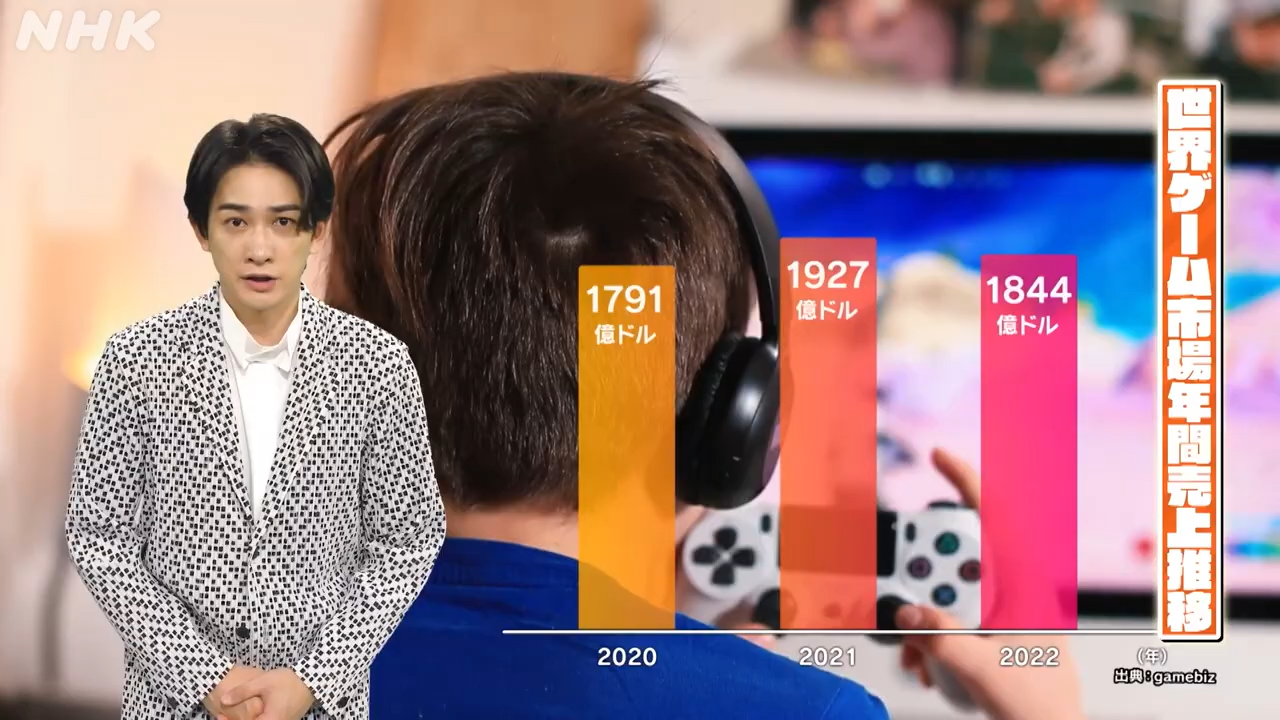 NHK
世界ゲーム市場年間売上推移
1791
億ドル
1927
億ドル
1844
億ドル
2020
2021
2022
(年)
出典：gamebiz